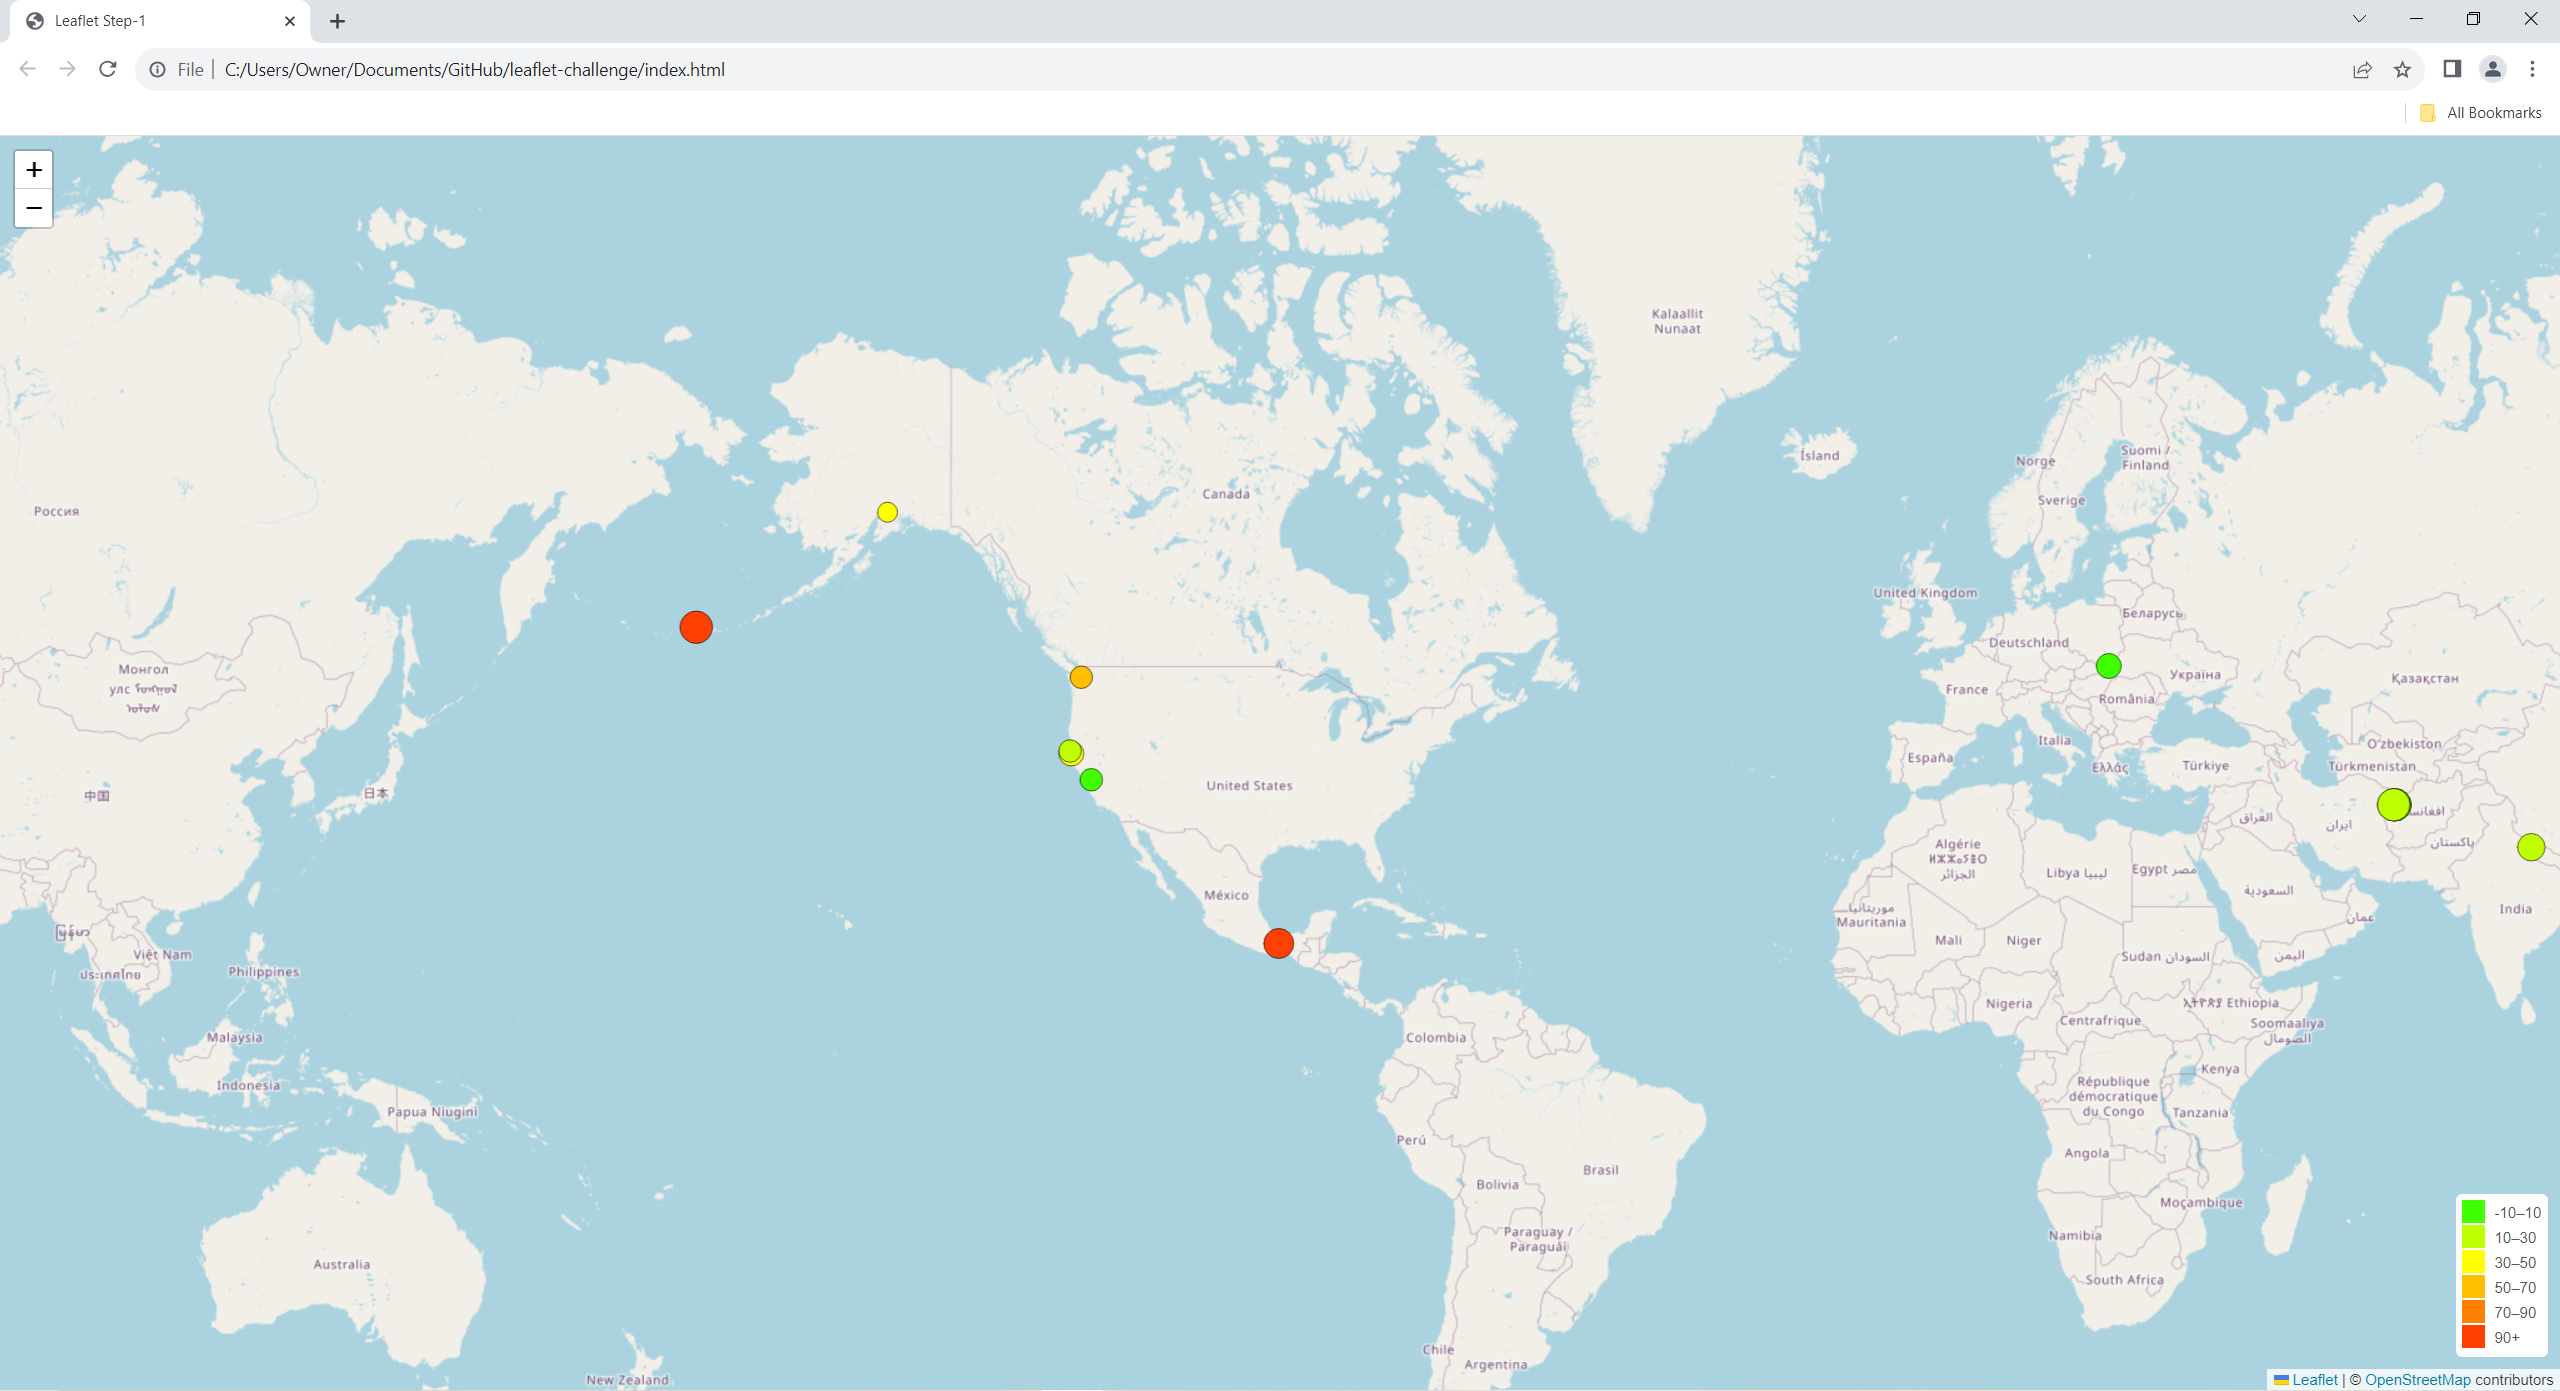 Leaflet Step-1
File
C:/Users/Owner/Documents/GitHub/leaflet-challenge/index.html
All Bookmarks
+
−
Kalaallit
Nunaat
Ísland
Norge
Suomi /
Finland
Sverige
Canada
Россия
United Kingdom
Беларусь
Deutschland
Україна
France
România
Қазақстан
Монгол
улс
Italia
O'zbekiston
España
Ελλάς
Türkiye
Türkmenistan
United States
中国
日本
العراق
ایران
پاکستان
Algérie
ⵍⵣⵣⴰⵢⴻⵔ
الجزائر
Libya ليبيا
Egypt مصر
السعودية
México
موريتانيا
Mauritania
عمان
India
Mali
Niger
Việt Nam
ประเทศไทย
Philippines
Sudan السودان
اليمن
Nigeria
Ethiopia
Centrafrique
Soomaaliya
الصومال
Colombia
Malaysia
Kenya
Indonesia
République
démocratique
du Congo
Papua Niugini
Tanzania
Perú
Angola
Brasil
Bolivia
Moçambique
Paraguay /
Paraguái
Namibia
Australia
South Africa
Chile
Argentina
New Zealand
-10–10
10–30
30–50
50–70
70–90
90+
Leaflet | © OpenStreetMap contributors